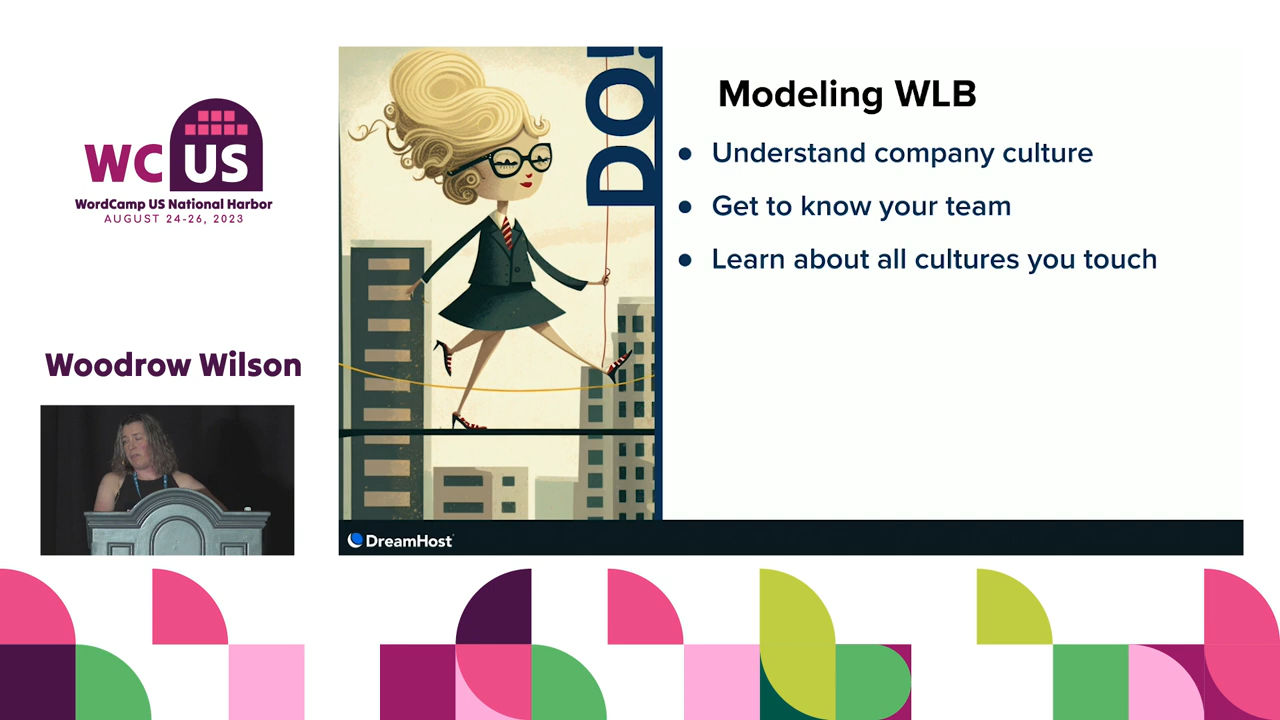 WC US
WordCamp US National Harbor
AUGUST 24-26, 2023
Woodrow Wilson
DO!
Modeling WLB
● Understand company culture
● Get to know your team
● Learn about all cultures you touch
DreamHost